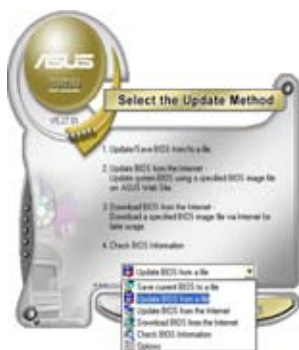 ASUS
Select the Update Method
1. Update/Save BIOS from/to a file.
2. Update BIOS from the Internet -
Update system BIOS using a specified BIOS image file
on ASUS Web Site.
3. Download BIOS from the Internet -
Download a specified BIOS image file via Internet for
later usage.
4. Check BIOS Information
Update BIOS from a file
Save current BIOS to a file
Update BIOS from a file
Update BIOS from the Internet
Download BIOS from the Internet
Check BIOS Information
Options